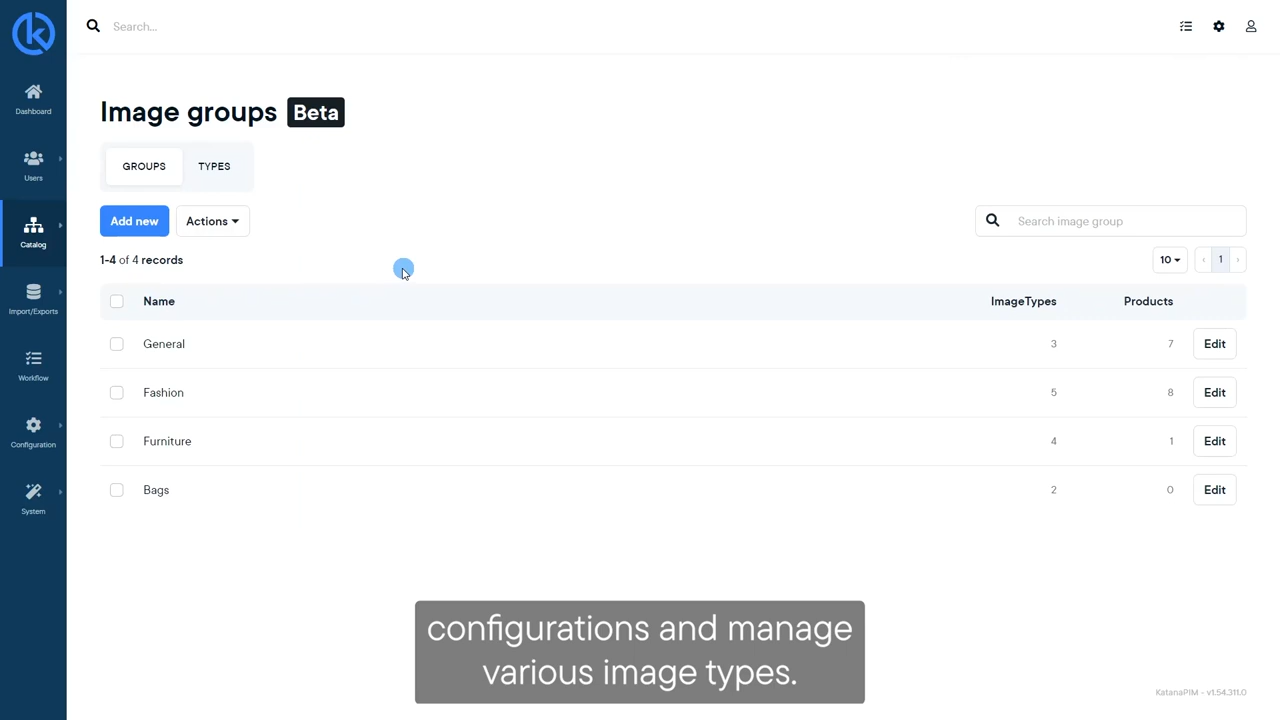 Search...
Dashboard
Users
Catalog
Import/Exports
Workflow
Configuration
System
Image groups Beta
GROUPS TYPES
Add new Actions
Search image group
1-4 of 4 records
10 ‹ 1 ›
Name ImageTypes Products
General 3 7 Edit
Fashion 5 8 Edit
Furniture 4 1 Edit
Bags 2 0 Edit
configurations and manage
various image types.
KatanaPIM - v1.54.311.0